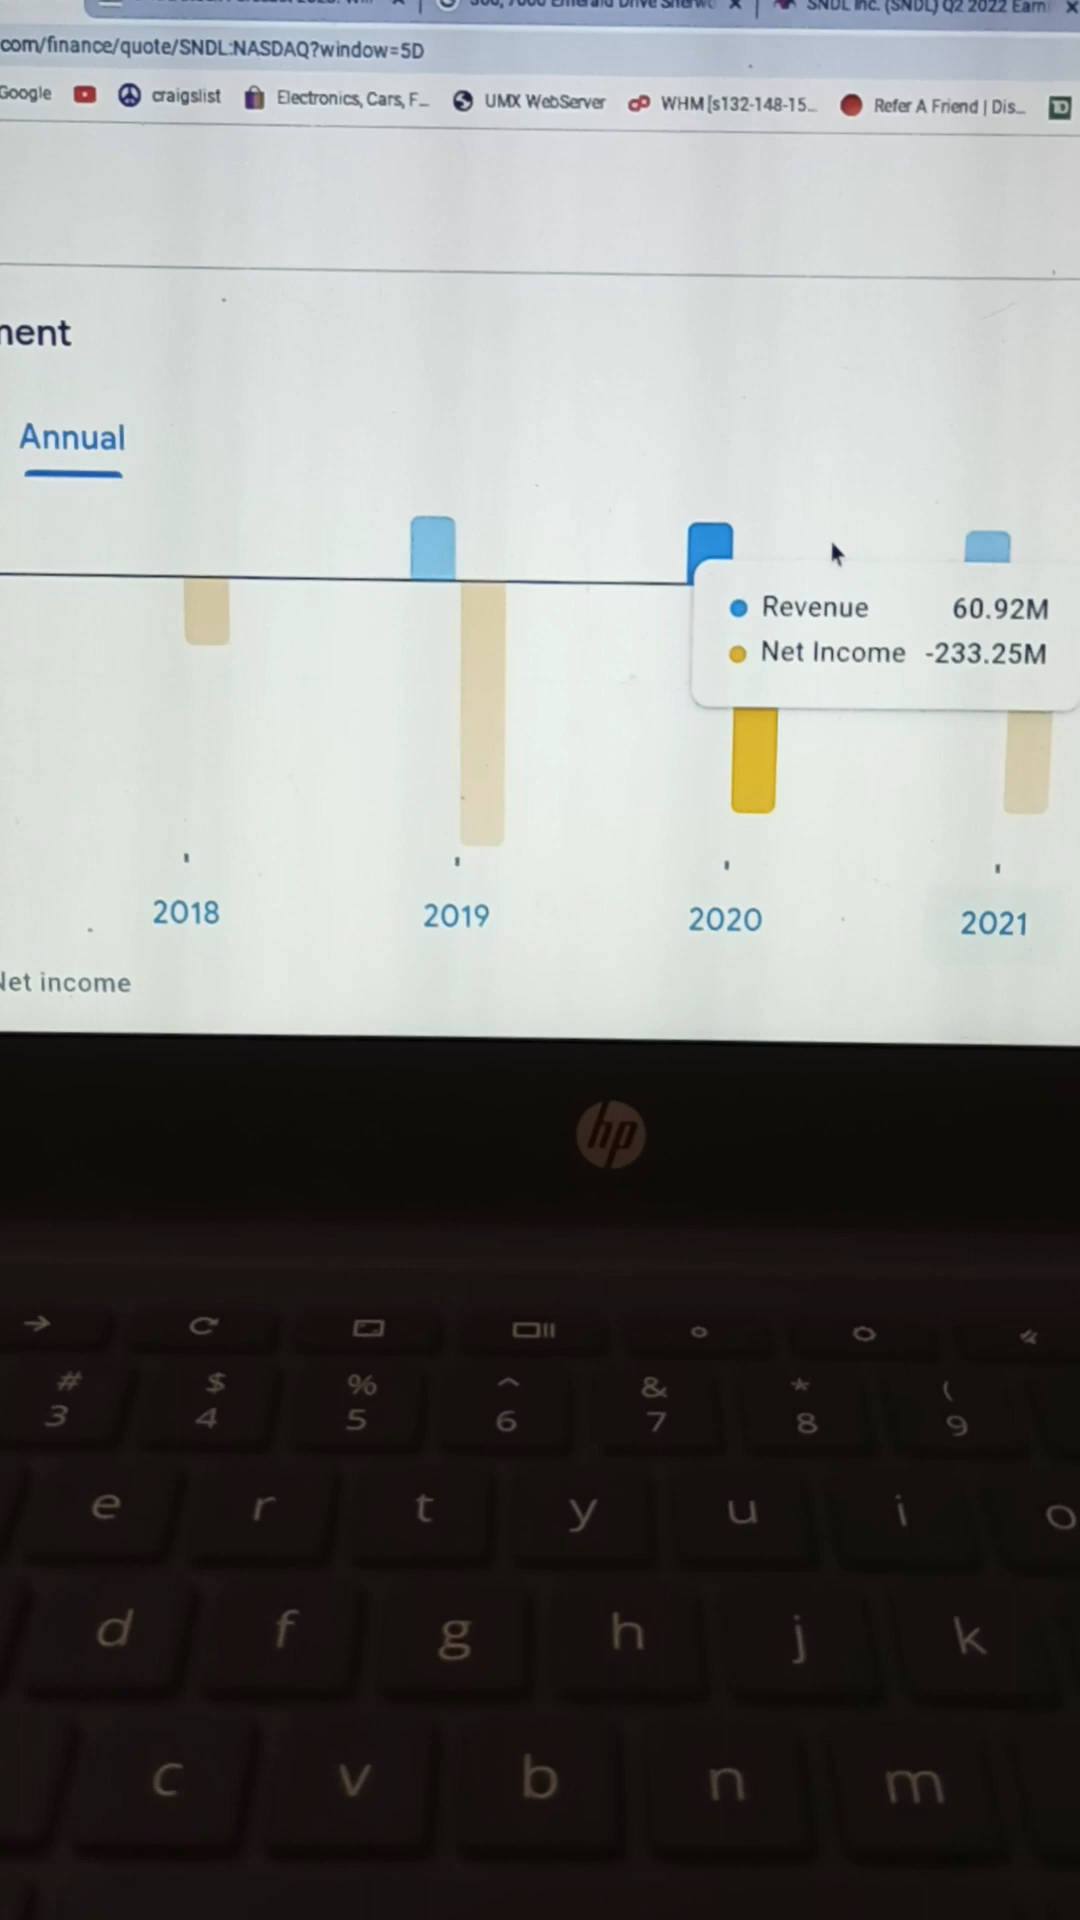 SNDL Inc. (SNDL) Q2 2022 Earn
com/finance/quote/SNDL:NASDAQ?window=5D
Google craigslist Electronics, Cars, F... UMX WebServer WHM [s132-148-15... Refer A Friend | Dis...
ment
Annual
Revenue 60.92M
Net Income -233.25M
2018 2019 2020 2021
Net income
hp
# $ % ^ & * (
3 4 5 6 7 8 9
e r t y u i o
d f g h j k
c v b n m